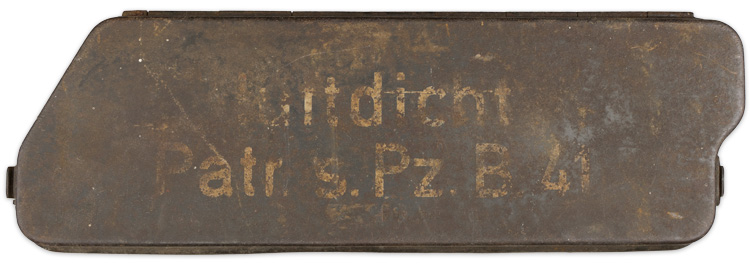 luftdicht
Patr. s. Pz. B 41